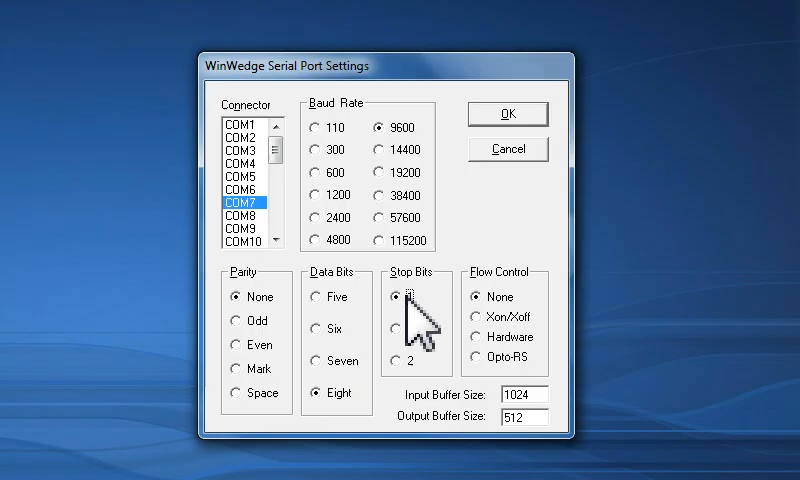 WinWedge Serial Port Settings
Connector
COM1
COM2
COM3
COM4
COM5
COM6
COM7
COM8
COM9
COM10
Baud Rate
110
300
600
1200
2400
4800
9600
14400
19200
38400
57600
115200
OK
Cancel
Parity
None
Odd
Even
Mark
Space
Data Bits
Five
Six
Seven
Eight
Stop Bits
2
Flow Control
None
Xon/Xoff
Hardware
Opto-RS
Input Buffer Size: 1024
Output Buffer Size: 512